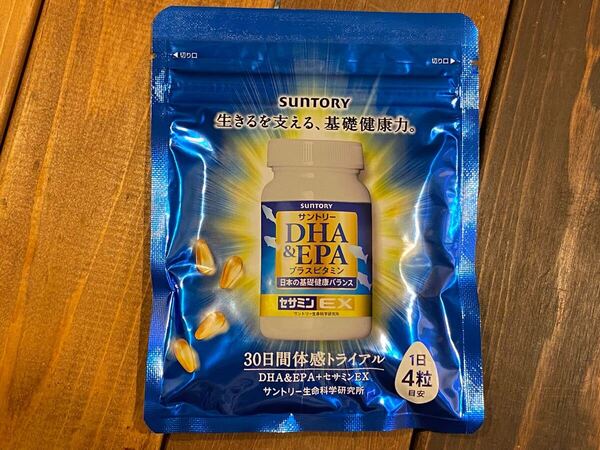 ◀切り口
切り口▶
SUNTORY
生きるを支える、基礎健康力。
SUNTORY
サントリー
DHA
&EPA
プラスビタミン
日本の基礎健康バランス
セサミンEX
サントリー生命科学研究所
30日間体感トライアル
DHA&EPA+セサミンEX
サントリー生命科学研究所
1日
4粒
目安